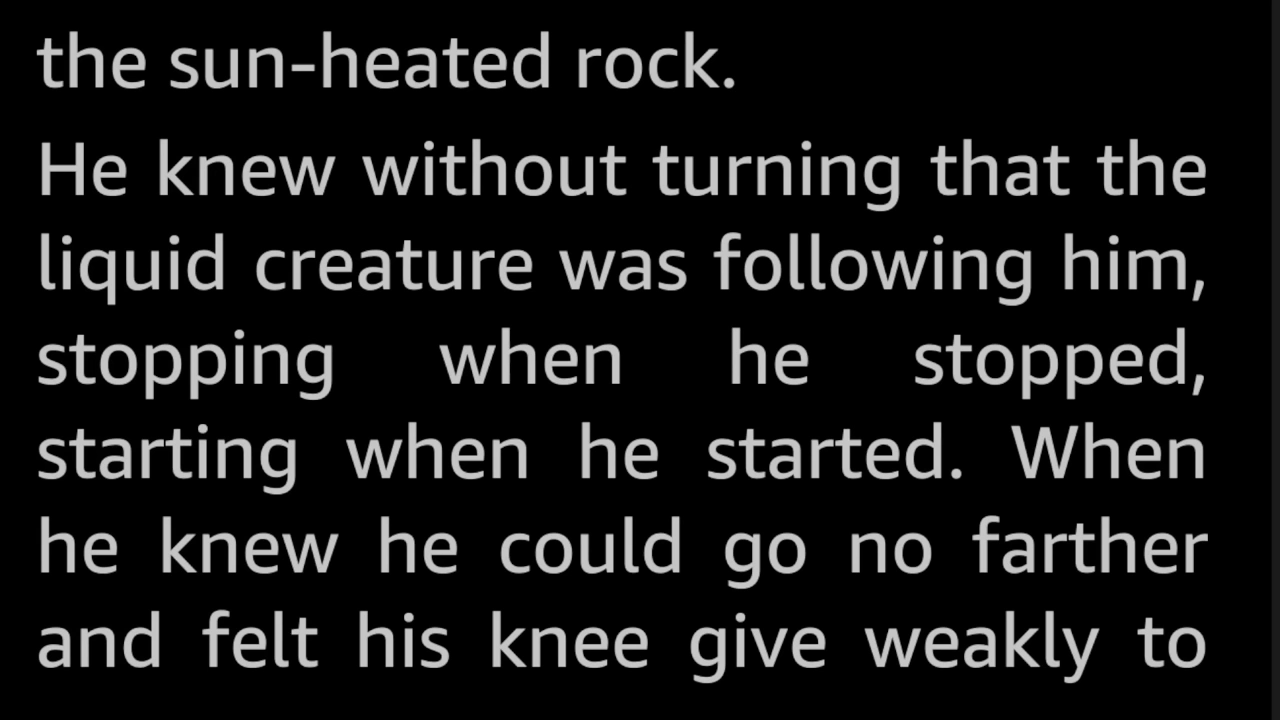 the sun-heated rock.
He knew without turning that the
liquid creature was following him,
stopping when he stopped,
starting when he started. When
he knew he could go no farther
and felt his knee give weakly to